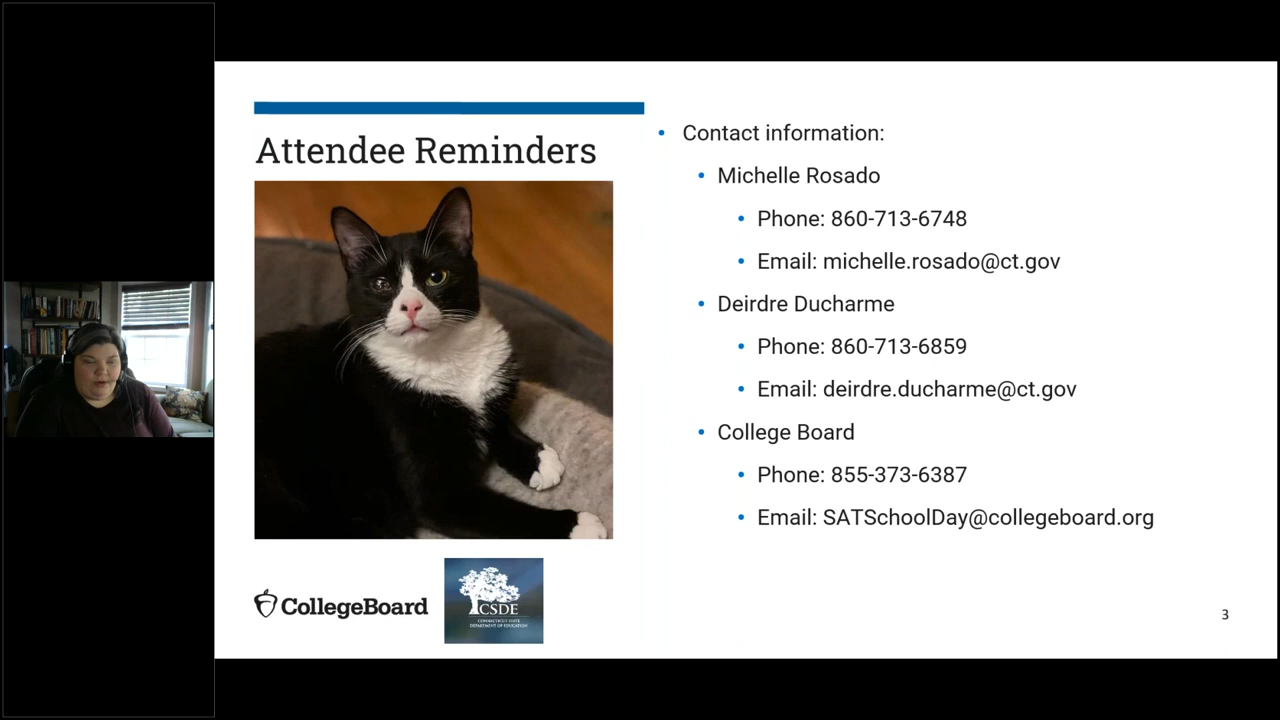 Attendee Reminders
Contact information:
Michelle Rosado
Phone: 860-713-6748
Email: michelle.rosado@ct.gov
Deirdre Ducharme
Phone: 860-713-6859
Email: deirdre.ducharme@ct.gov
College Board
Phone: 855-373-6387
Email: SATSchoolDay@collegeboard.org
CollegeBoard
CSDE
CONNECTICUT STATE
DEPARTMENT OF EDUCATION
3